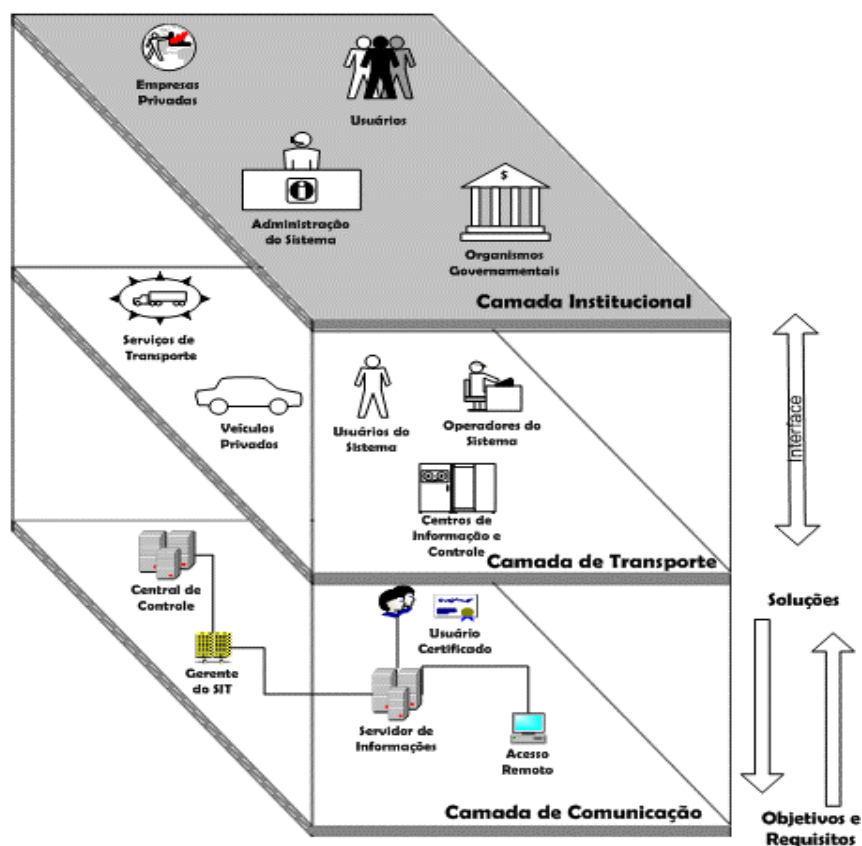 Empresas
Privadas
Usuários
Administração
do Sistema
$
Organismos
Governamentais
Camada Institucional
Serviços de
Transporte
Veículos
Privados
Usuários do
Sistema
Operadores do
Sistema
Centros de
Informação e
Controle
Camada de Transporte
Interface
Central de
Controle
Gerente
do SIT
Usuário
Certificado
Servidor de
Informações
Acesso
Remoto
Camada de Comunicação
Soluções
Objetivos e
Requisitos